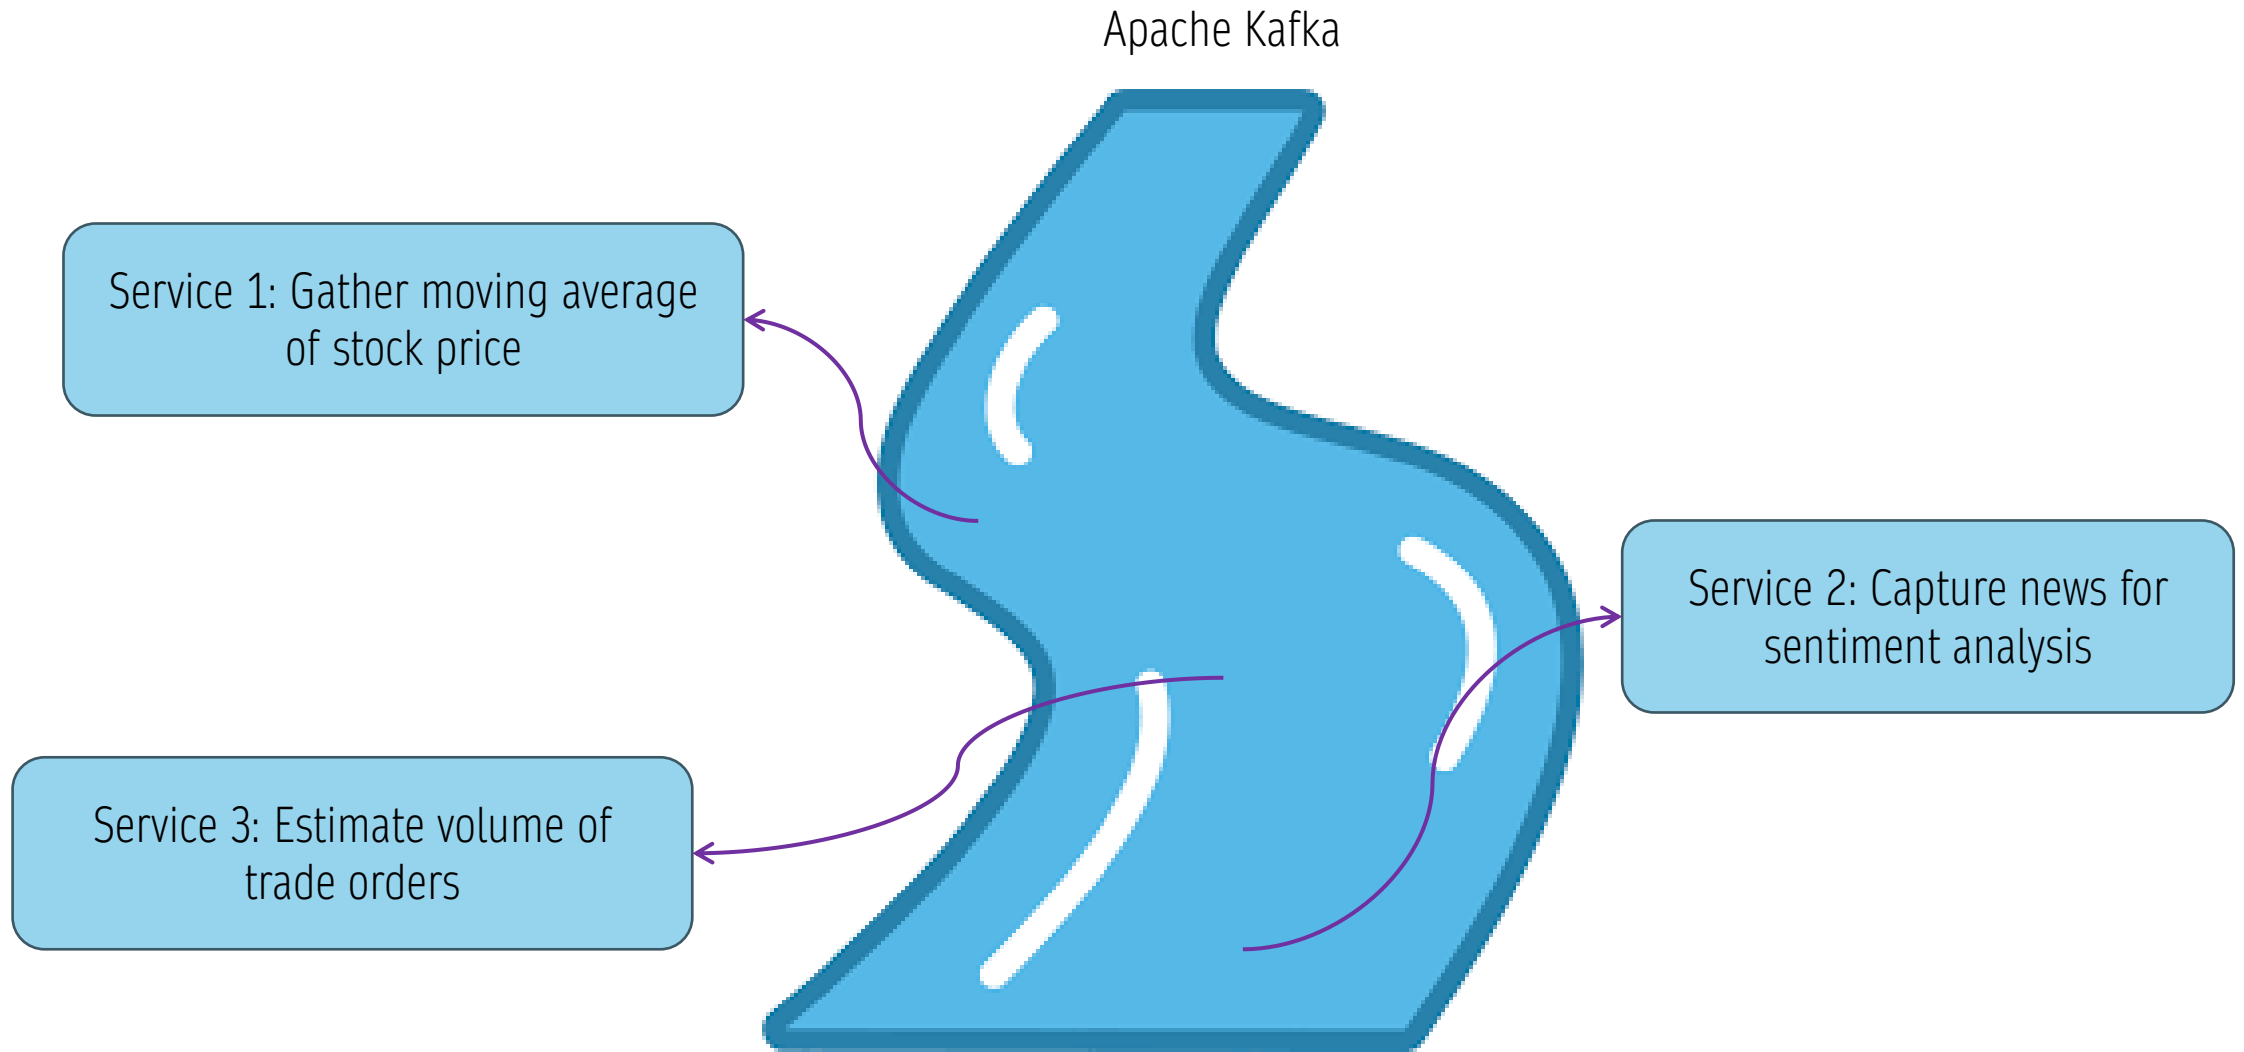 Apache Kafka
Service 1: Gather moving average
of stock price
Service 2: Capture news for
sentiment analysis
Service 3: Estimate volume of
trade orders